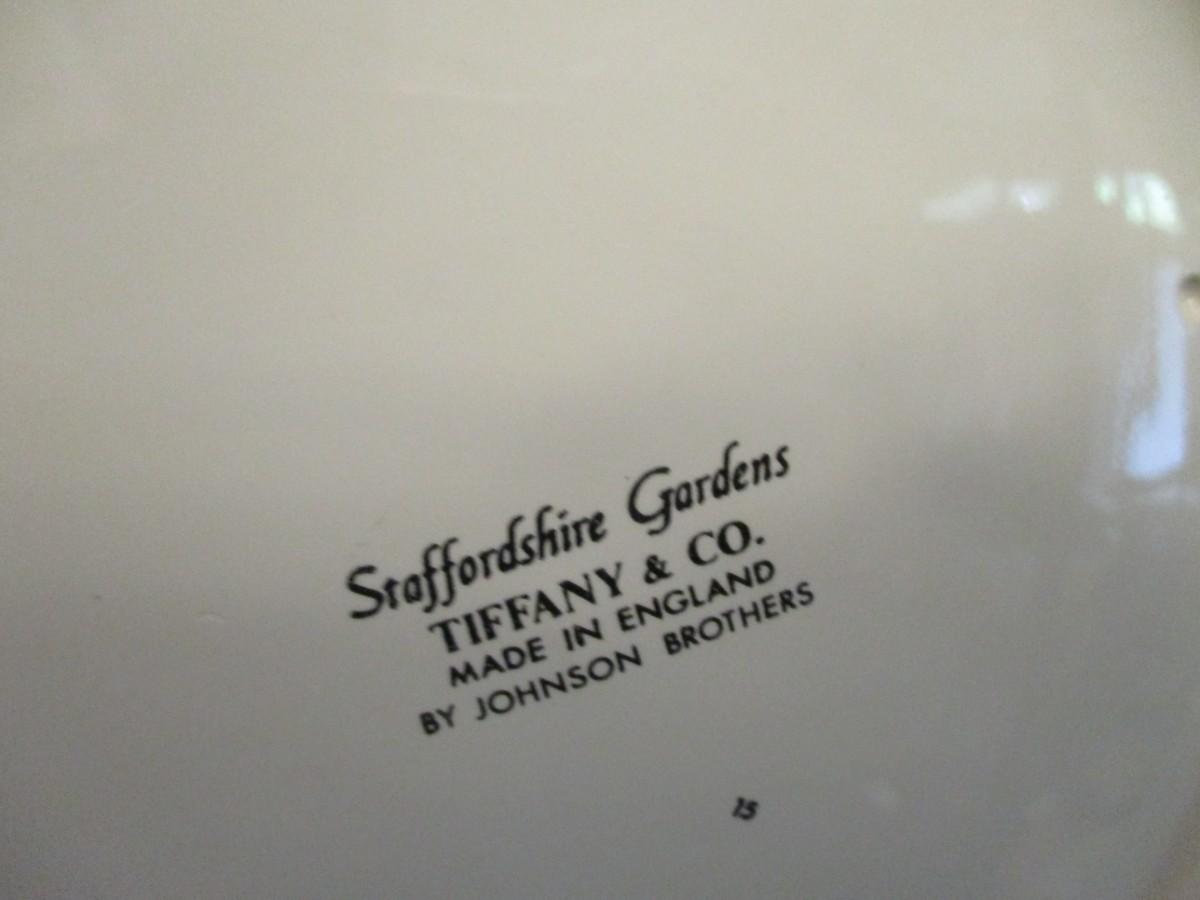 Staffordshire Gardens
TIFFANY & CO.
MADE IN ENGLAND
BY JOHNSON BROTHERS
15